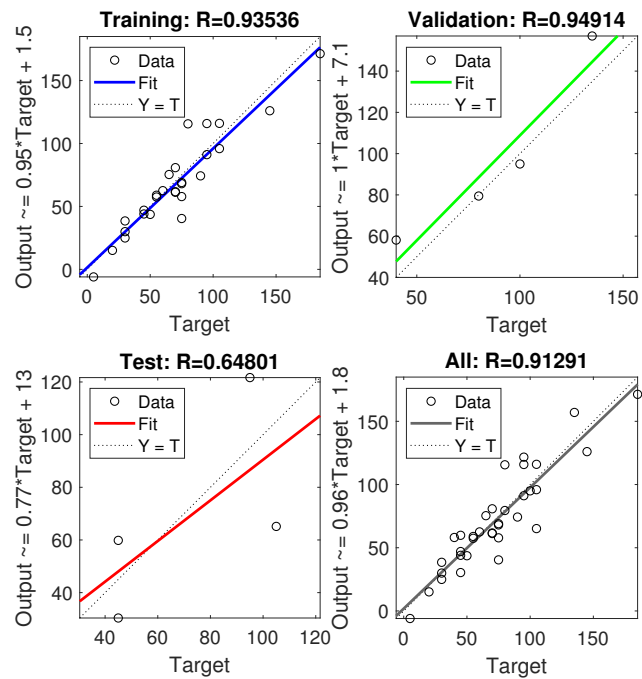 Training: R=0.93536
Output ~= 0.95*Target + 1.5
Data
Fit
Y = T
150
100
50
0
0
50
100
150
Target
Validation: R=0.94914
Output ~= 1*Target + 7.1
Data
Fit
Y = T
140
120
100
80
60
40
50
100
Target
Test: R=0.64801
Output ~= 0.77*Target + 13
Data
Fit
Y = T
120
100
80
60
40
40
60
80
100
120
Target
All: R=0.91291
Output ~= 0.96*Target + 1.8
Data
Fit
Y = T
150
100
50
0
0
50
100
150
Target